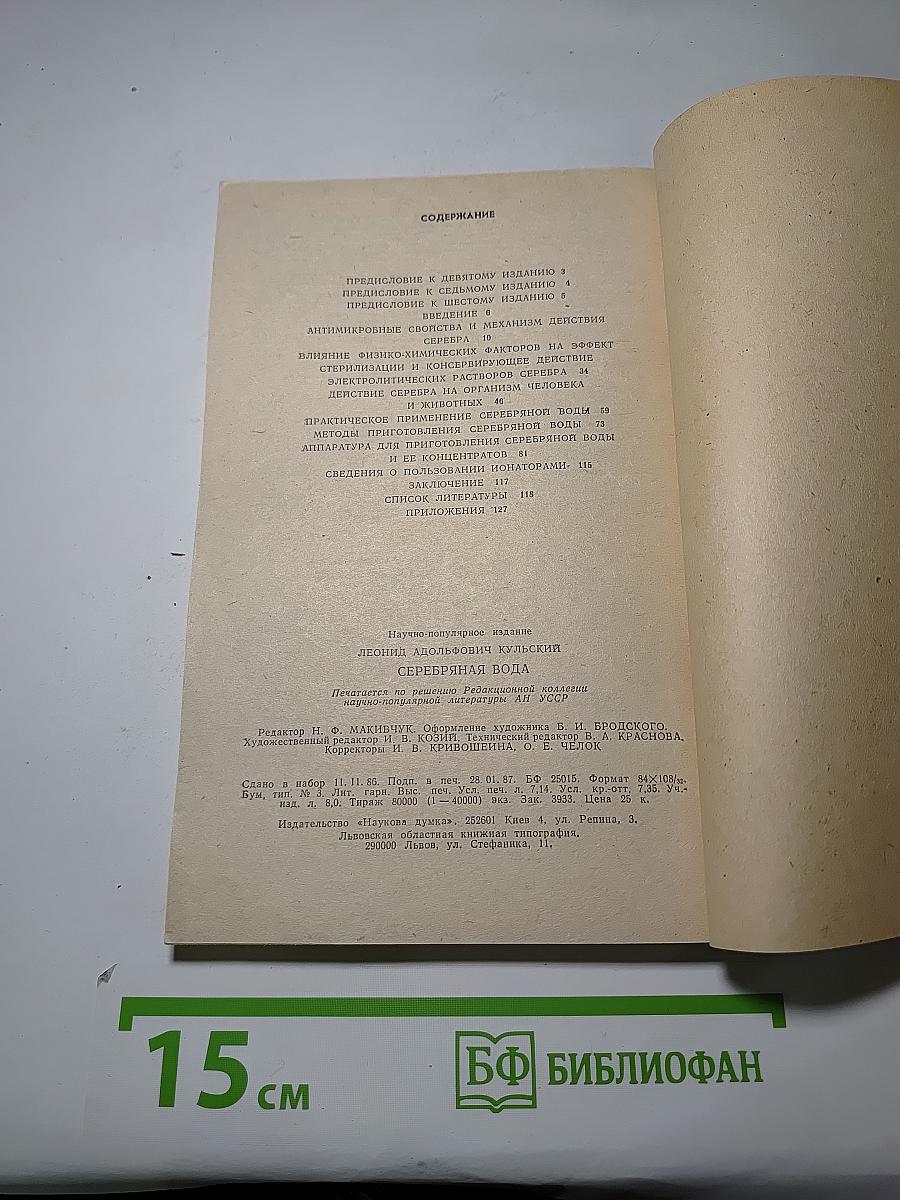 СОДЕРЖАНИЕ
ПРЕДИСЛОВИЕ К ДЕВЯТОМУ ИЗДАНИЮ 3
ПРЕДИСЛОВИЕ К СЕДЬМОМУ ИЗДАНИЮ 4
ПРЕДИСЛОВИЕ К ШЕСТОМУ ИЗДАНИЮ 5
ВВЕДЕНИЕ 6
АНТИМИКРОБНЫЕ СВОЙСТВА И МЕХАНИЗМ ДЕЙСТВИЯ
СЕРЕБРА 10
ВЛИЯНИЕ ФИЗИКО-ХИМИЧЕСКИХ ФАКТОРОВ НА ЭФФЕКТ
СТЕРИЛИЗАЦИИ И КОНСЕРВИРУЮЩЕЕ ДЕЙСТВИЕ
ЭЛЕКТРОЛИТИЧЕСКИХ РАСТВОРОВ СЕРЕБРА 34
ДЕЙСТВИЕ СЕРЕБРА НА ОРГАНИЗМ ЧЕЛОВЕКА
И ЖИВОТНЫХ 46
ПРАКТИЧЕСКОЕ ПРИМЕНЕНИЕ СЕРЕБРЯНОЙ ВОДЫ 59
МЕТОДЫ ПРИГОТОВЛЕНИЯ СЕРЕБРЯНОЙ ВОДЫ 73
АППАРАТУРА ДЛЯ ПРИГОТОВЛЕНИЯ СЕРЕБРЯНОЙ ВОДЫ
И ЕЕ КОНЦЕНТРАТОВ 81
СВЕДЕНИЯ О ПОЛЬЗОВАНИИ ИОНАТОРАМИ 115
ЗАКЛЮЧЕНИЕ 117
СПИСОК ЛИТЕРАТУРЫ 118
ПРИЛОЖЕНИЯ 127
Научно-популярное издание
ЛЕОНИД АДОЛЬФОВИЧ КУЛЬСКИЙ
СЕРЕБРЯНАЯ ВОДА
Печатается по решению Редакционной коллегии
научно-популярной литературы АН УССР
Редактор Н. Ф. МАКИВЧУК. Оформление художника Б. И. БРОДСКОГО.
Художественный редактор И. В. КОЗИЙ. Технический редактор В. А. КРАСНОВА.
Корректоры И. В. КРИВОШЕИНА, О. Е. ЧЕЛОК
Сдано в набор 11.11.86. Подп. в печ. 28.01.87. БФ 25015. Формат 84×108/32.
Бум. тип. № 3. Лит. гарн. Выс. печ. Усл. печ. л. 7,14. Усл. кр.-отт. 7,35. Уч.-
изд. л. 8,0. Тираж 80000 (1—40000) экз. Зак. 3933. Цена 25 к.
Издательство «Наукова думка». 252601 Киев 4, ул. Репина, 3.
Львовская областная книжная типография.
290000 Львов, ул. Стефаника, 11.
15 см
БФ БИБЛИОФАН